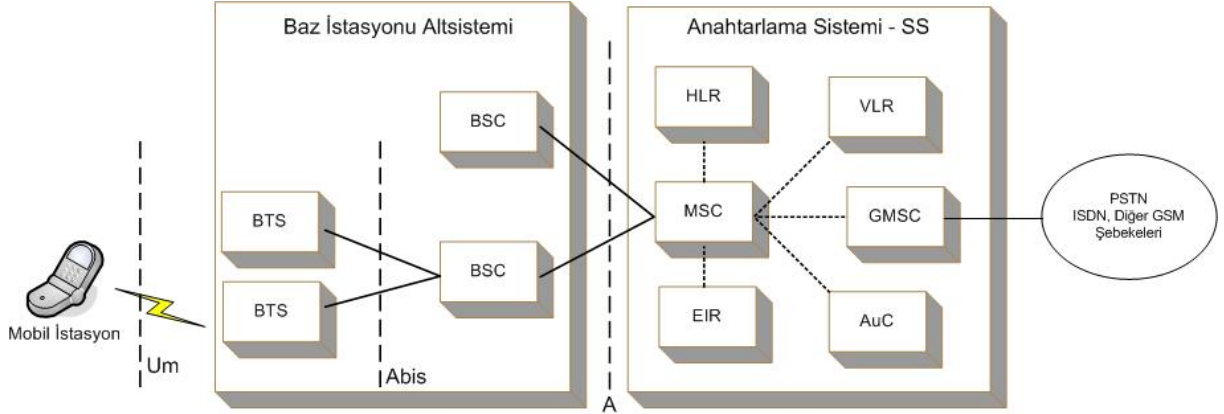 Baz İstasyonu Altsistemi
Anahtarlama Sistemi - SS
BSC
HLR
VLR
BTS
BSC
MSC
GMSC
PSTN
ISDN, Diğer GSM
Şebekeleri
BTS
EIR
AuC
Mobil İstasyon
Um
Abis
A